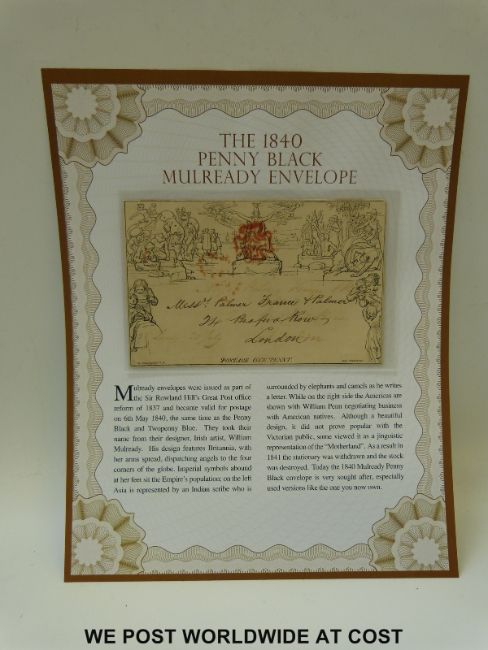 THE 1840
PENNY BLACK
MULREADY ENVELOPE
Messrs. Palmer France & Palmer
24 Row
London
POSTAGE ONE PENNY.
Mulready envelopes were issued as part of
the Sir Rowland Hill's Great Post office
reform of 1837 and became valid for postage
on 6th May 1840, the same time as the Penny
Black and Twopenny Blue. They took their
name from their designer, Irish artist, William
Mulready. His design features Britannia, with
her arms spread, dispatching angels to the four
corners of the globe. Imperial symbols abound
at her feet sit the Empire's population; on the left
Asia is represented by an Indian scribe who is
surrounded by elephants and camels as he writes
a letter. While on the right side the Americas are
shown with William Penn negotiating business
with American natives. Although a beautiful
design, it did not prove popular with the
Victorian public, some viewed it as a jinguistic
representation of the "Motherland". As a result in
1841 the stationary was withdrawn and the stock
was destroyed. Today the 1840 Mulready Penny
Black envelope is very sought after, especially
used versions like the one you now own.
WE POST WORLDWIDE AT COST